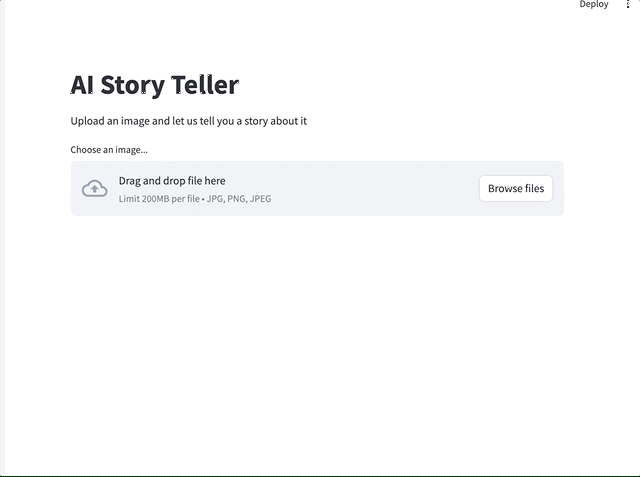 Deploy
AI Story Teller
Upload an image and let us tell you a story about it
Choose an image...
Drag and drop file here
Limit 200MB per file • JPG, PNG, JPEG
Browse files